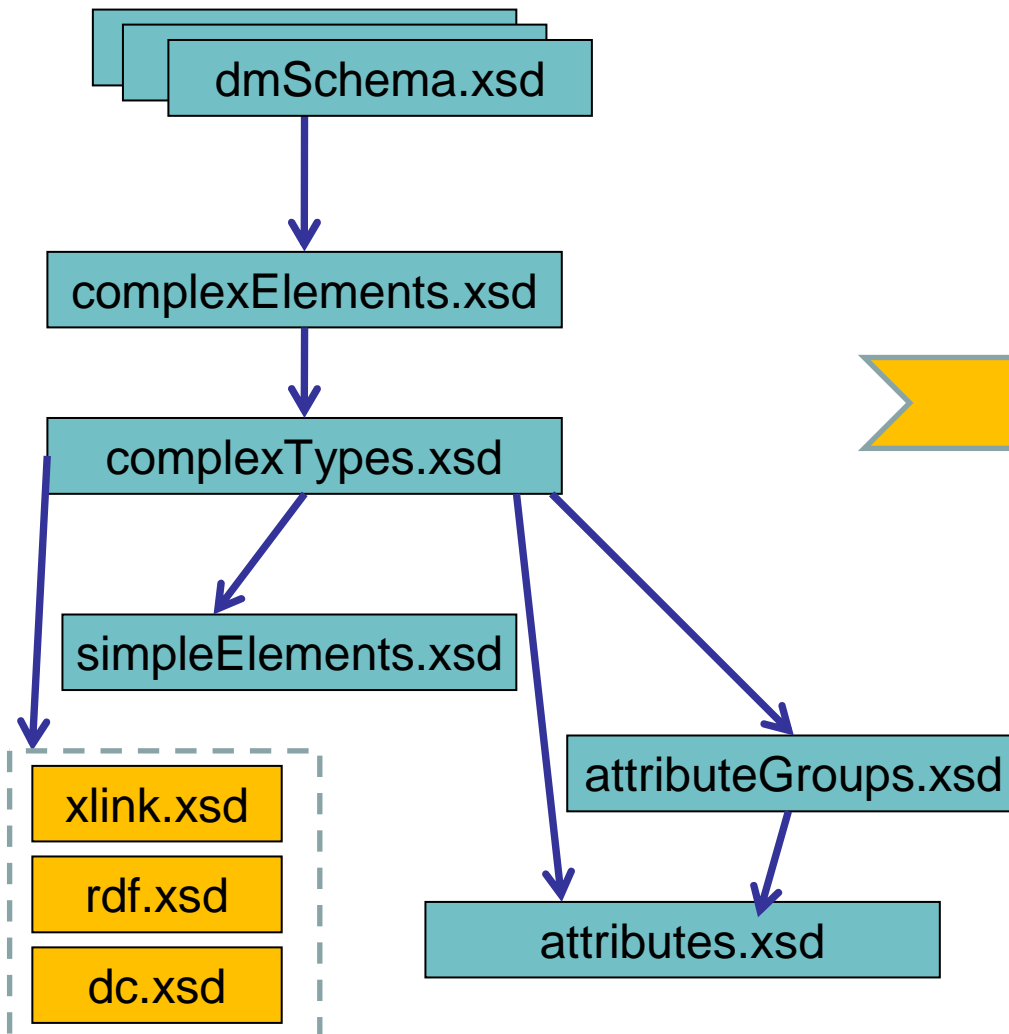 dmSchema.xsd
complexElements.xsd
complexTypes.xsd
simpleElements.xsd
attributeGroups.xsd
xlink.xsd
rdf.xsd
attributes.xsd
dc.xsd